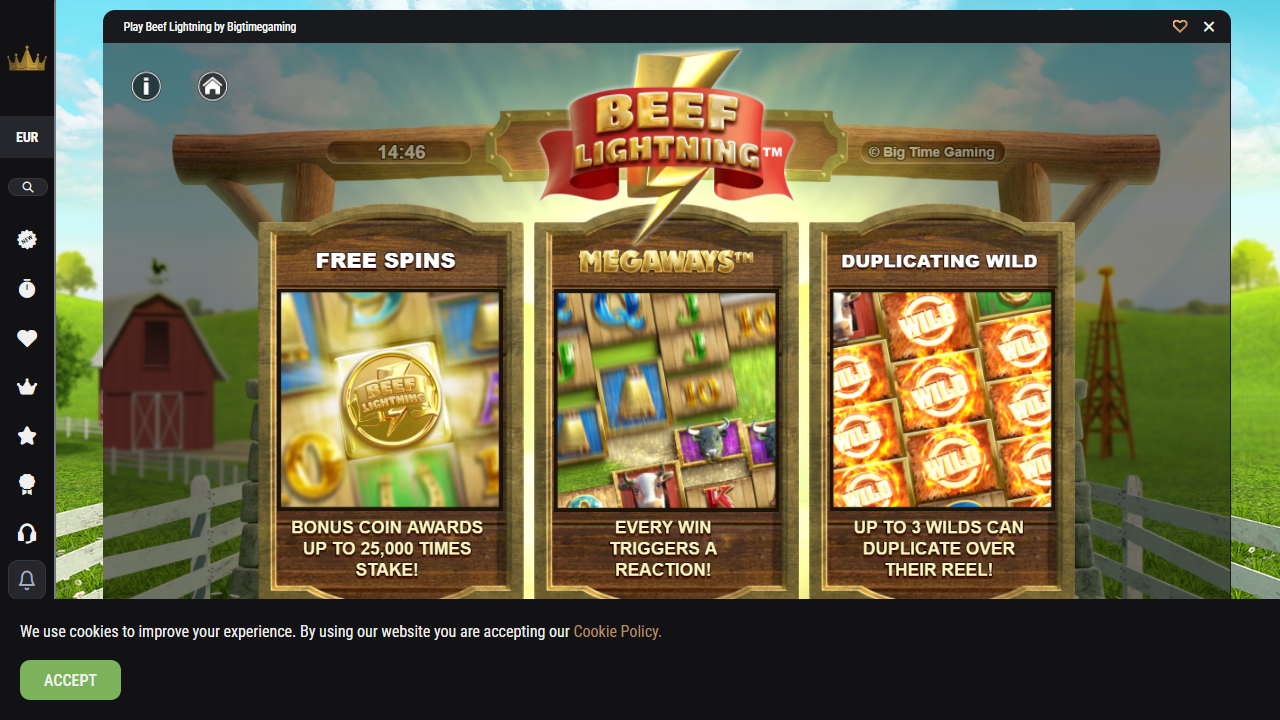 Play Beef Lightning by Bigtimegaming
EUR
NEW
14:46
BEEF
LIGHTNING™
© Big Time Gaming
FREE SPINS
MEGAWAYS™
DUPLICATING WILD
BEEF
LIGHTNING
Q
J
10
J
J
10
K
WILD
WILD
WILD
WILD
WILD
WILD
WILD
WILD
BONUS COIN AWARDS
UP TO 25,000 TIMES
STAKE!
EVERY WIN
TRIGGERS A
REACTION!
UP TO 3 WILDS CAN
DUPLICATE OVER
THEIR REEL!
We use cookies to improve your experience. By using our website you are accepting our Cookie Policy.
ACCEPT